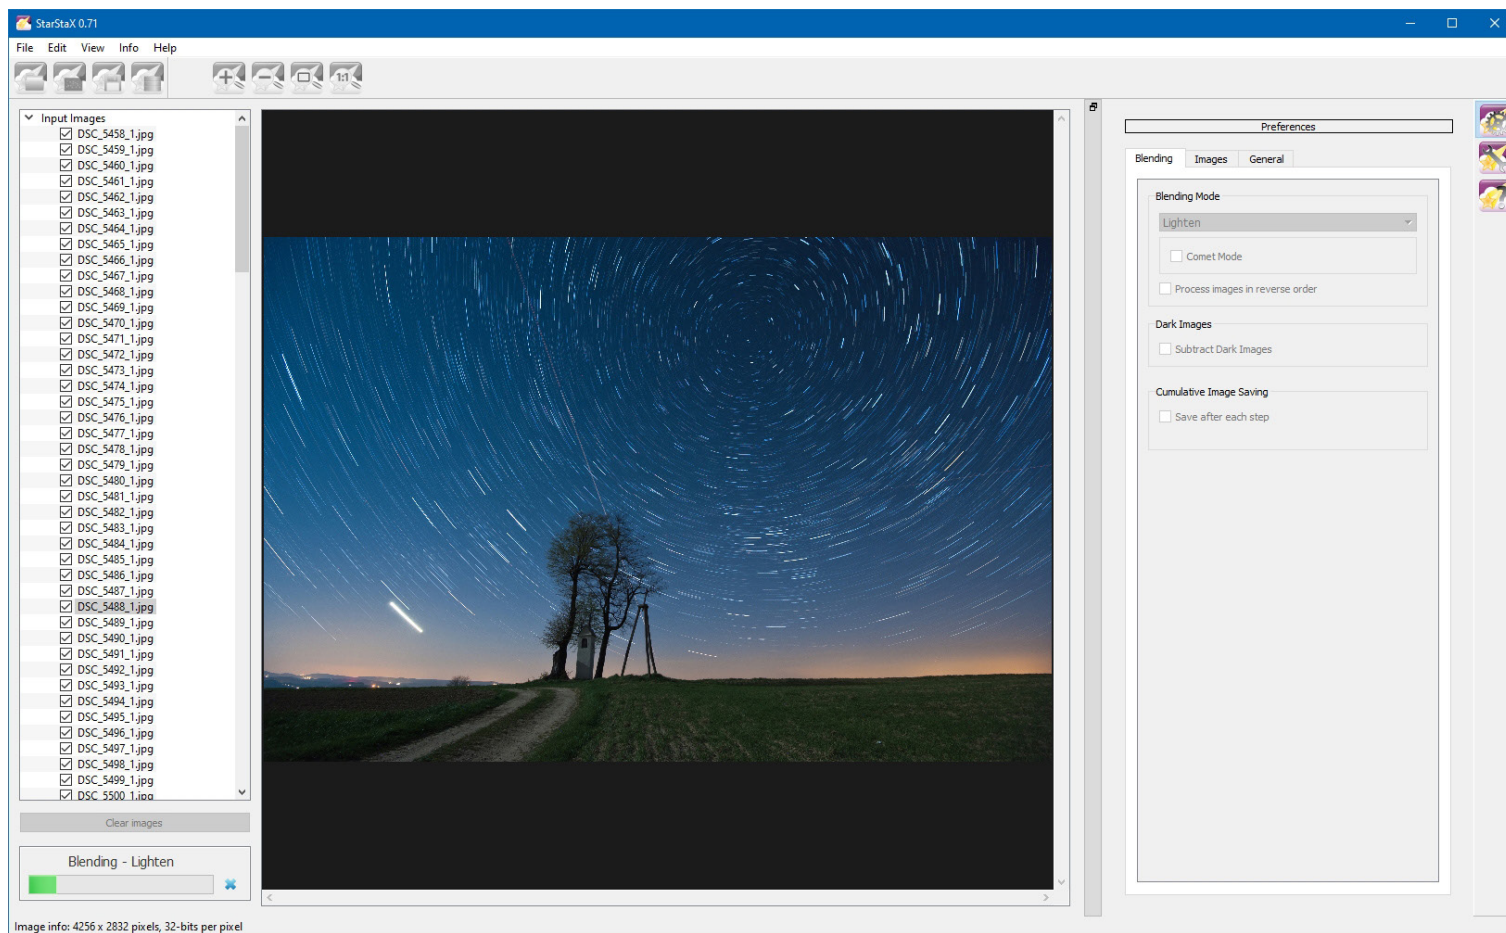 StarStaX 0.71
File Edit View Info Help
1:1
Input Images
DSC_5458_1.jpg
DSC_5459_1.jpg
DSC_5460_1.jpg
DSC_5461_1.jpg
DSC_5462_1.jpg
DSC_5463_1.jpg
DSC_5464_1.jpg
DSC_5465_1.jpg
DSC_5466_1.jpg
DSC_5467_1.jpg
DSC_5468_1.jpg
DSC_5469_1.jpg
DSC_5470_1.jpg
DSC_5471_1.jpg
DSC_5472_1.jpg
DSC_5473_1.jpg
DSC_5474_1.jpg
DSC_5475_1.jpg
DSC_5476_1.jpg
DSC_5477_1.jpg
DSC_5478_1.jpg
DSC_5479_1.jpg
DSC_5480_1.jpg
DSC_5481_1.jpg
DSC_5482_1.jpg
DSC_5483_1.jpg
DSC_5484_1.jpg
DSC_5485_1.jpg
DSC_5486_1.jpg
DSC_5487_1.jpg
DSC_5488_1.jpg
DSC_5489_1.jpg
DSC_5490_1.jpg
DSC_5491_1.jpg
DSC_5492_1.jpg
DSC_5493_1.jpg
DSC_5494_1.jpg
DSC_5495_1.jpg
DSC_5496_1.jpg
DSC_5497_1.jpg
DSC_5498_1.jpg
DSC_5499_1.jpg
DSC_5500_1.jpg
Clear images
Blending - Lighten
Image info: 4256 x 2832 pixels, 32-bits per pixel
Preferences
Blending Images General
Blending Mode
Lighten
Comet Mode
Process images in reverse order
Dark Images
Subtract Dark Images
Cumulative Image Saving
Save after each step